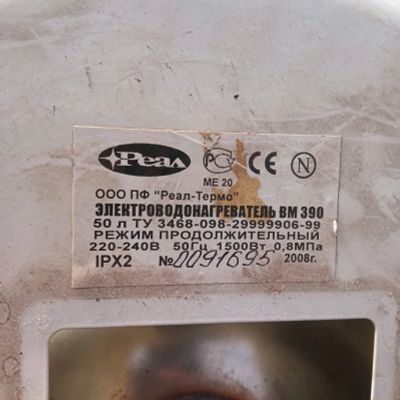 Реал РС CE N
МЕ 20
ООО ПФ "Реал-Термо"
ЭЛЕКТРОВОДОНАГРЕВАТЕЛЬ ВМ 390
50 л ТУ 3468-098-29999906-99
РЕЖИМ ПРОДОЛЖИТЕЛЬНЫЙ
220-240В 50Гц 1500Вт 0,8МПа
IPX2 №0091695 2008г.